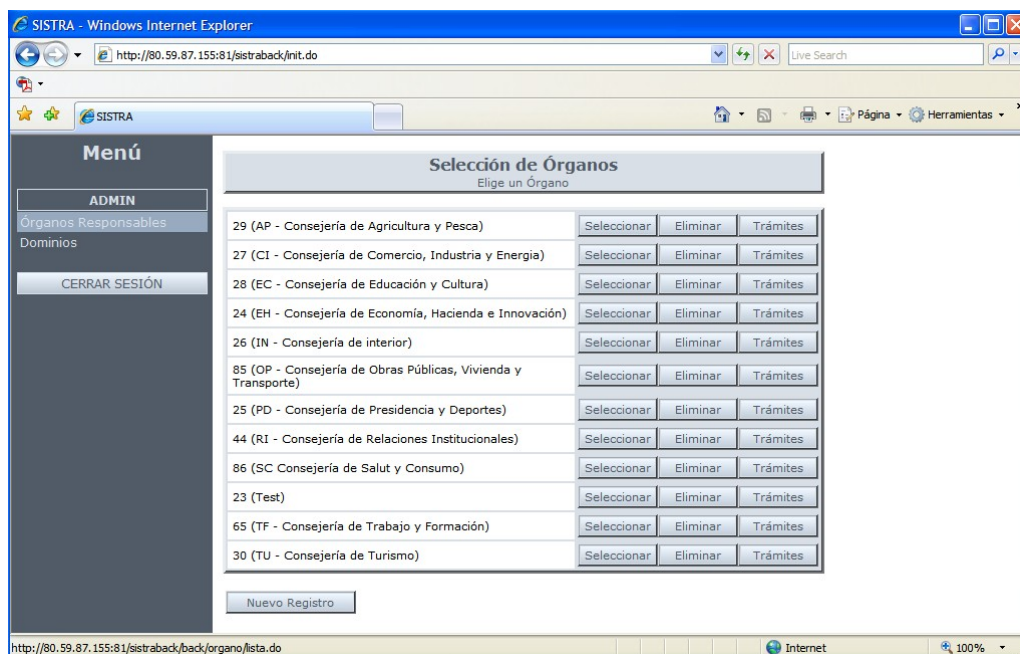 SISTRA - Windows Internet Explorer
http://80.59.87.155:81/sistraback/init.do
Live Search
SISTRA
Página
Herramientas
Menú
ADMIN
Órganos Responsables
Dominios
CERRAR SESIÓN
Selección de Órganos
Elige un Órgano
29 (AP - Consejería de Agricultura y Pesca) Seleccionar Eliminar Trámites
27 (CI - Consejería de Comercio, Industria y Energia) Seleccionar Eliminar Trámites
28 (EC - Consejería de Educación y Cultura) Seleccionar Eliminar Trámites
24 (EH - Consejería de Economía, Hacienda e Innovación) Seleccionar Eliminar Trámites
26 (IN - Consejería de interior) Seleccionar Eliminar Trámites
85 (OP - Consejería de Obras Públicas, Vivienda y
Transporte) Seleccionar Eliminar Trámites
25 (PD - Consejería de Presidencia y Deportes) Seleccionar Eliminar Trámites
44 (RI - Consejería de Relaciones Institucionales) Seleccionar Eliminar Trámites
86 (SC Consejería de Salut y Consumo) Seleccionar Eliminar Trámites
23 (Test) Seleccionar Eliminar Trámites
65 (TF - Consejería de Trabajo y Formación) Seleccionar Eliminar Trámites
30 (TU - Consejería de Turismo) Seleccionar Eliminar Trámites
Nuevo Registro
http://80.59.87.155:81/sistraback/back/organo/lista.do
Internet
100%